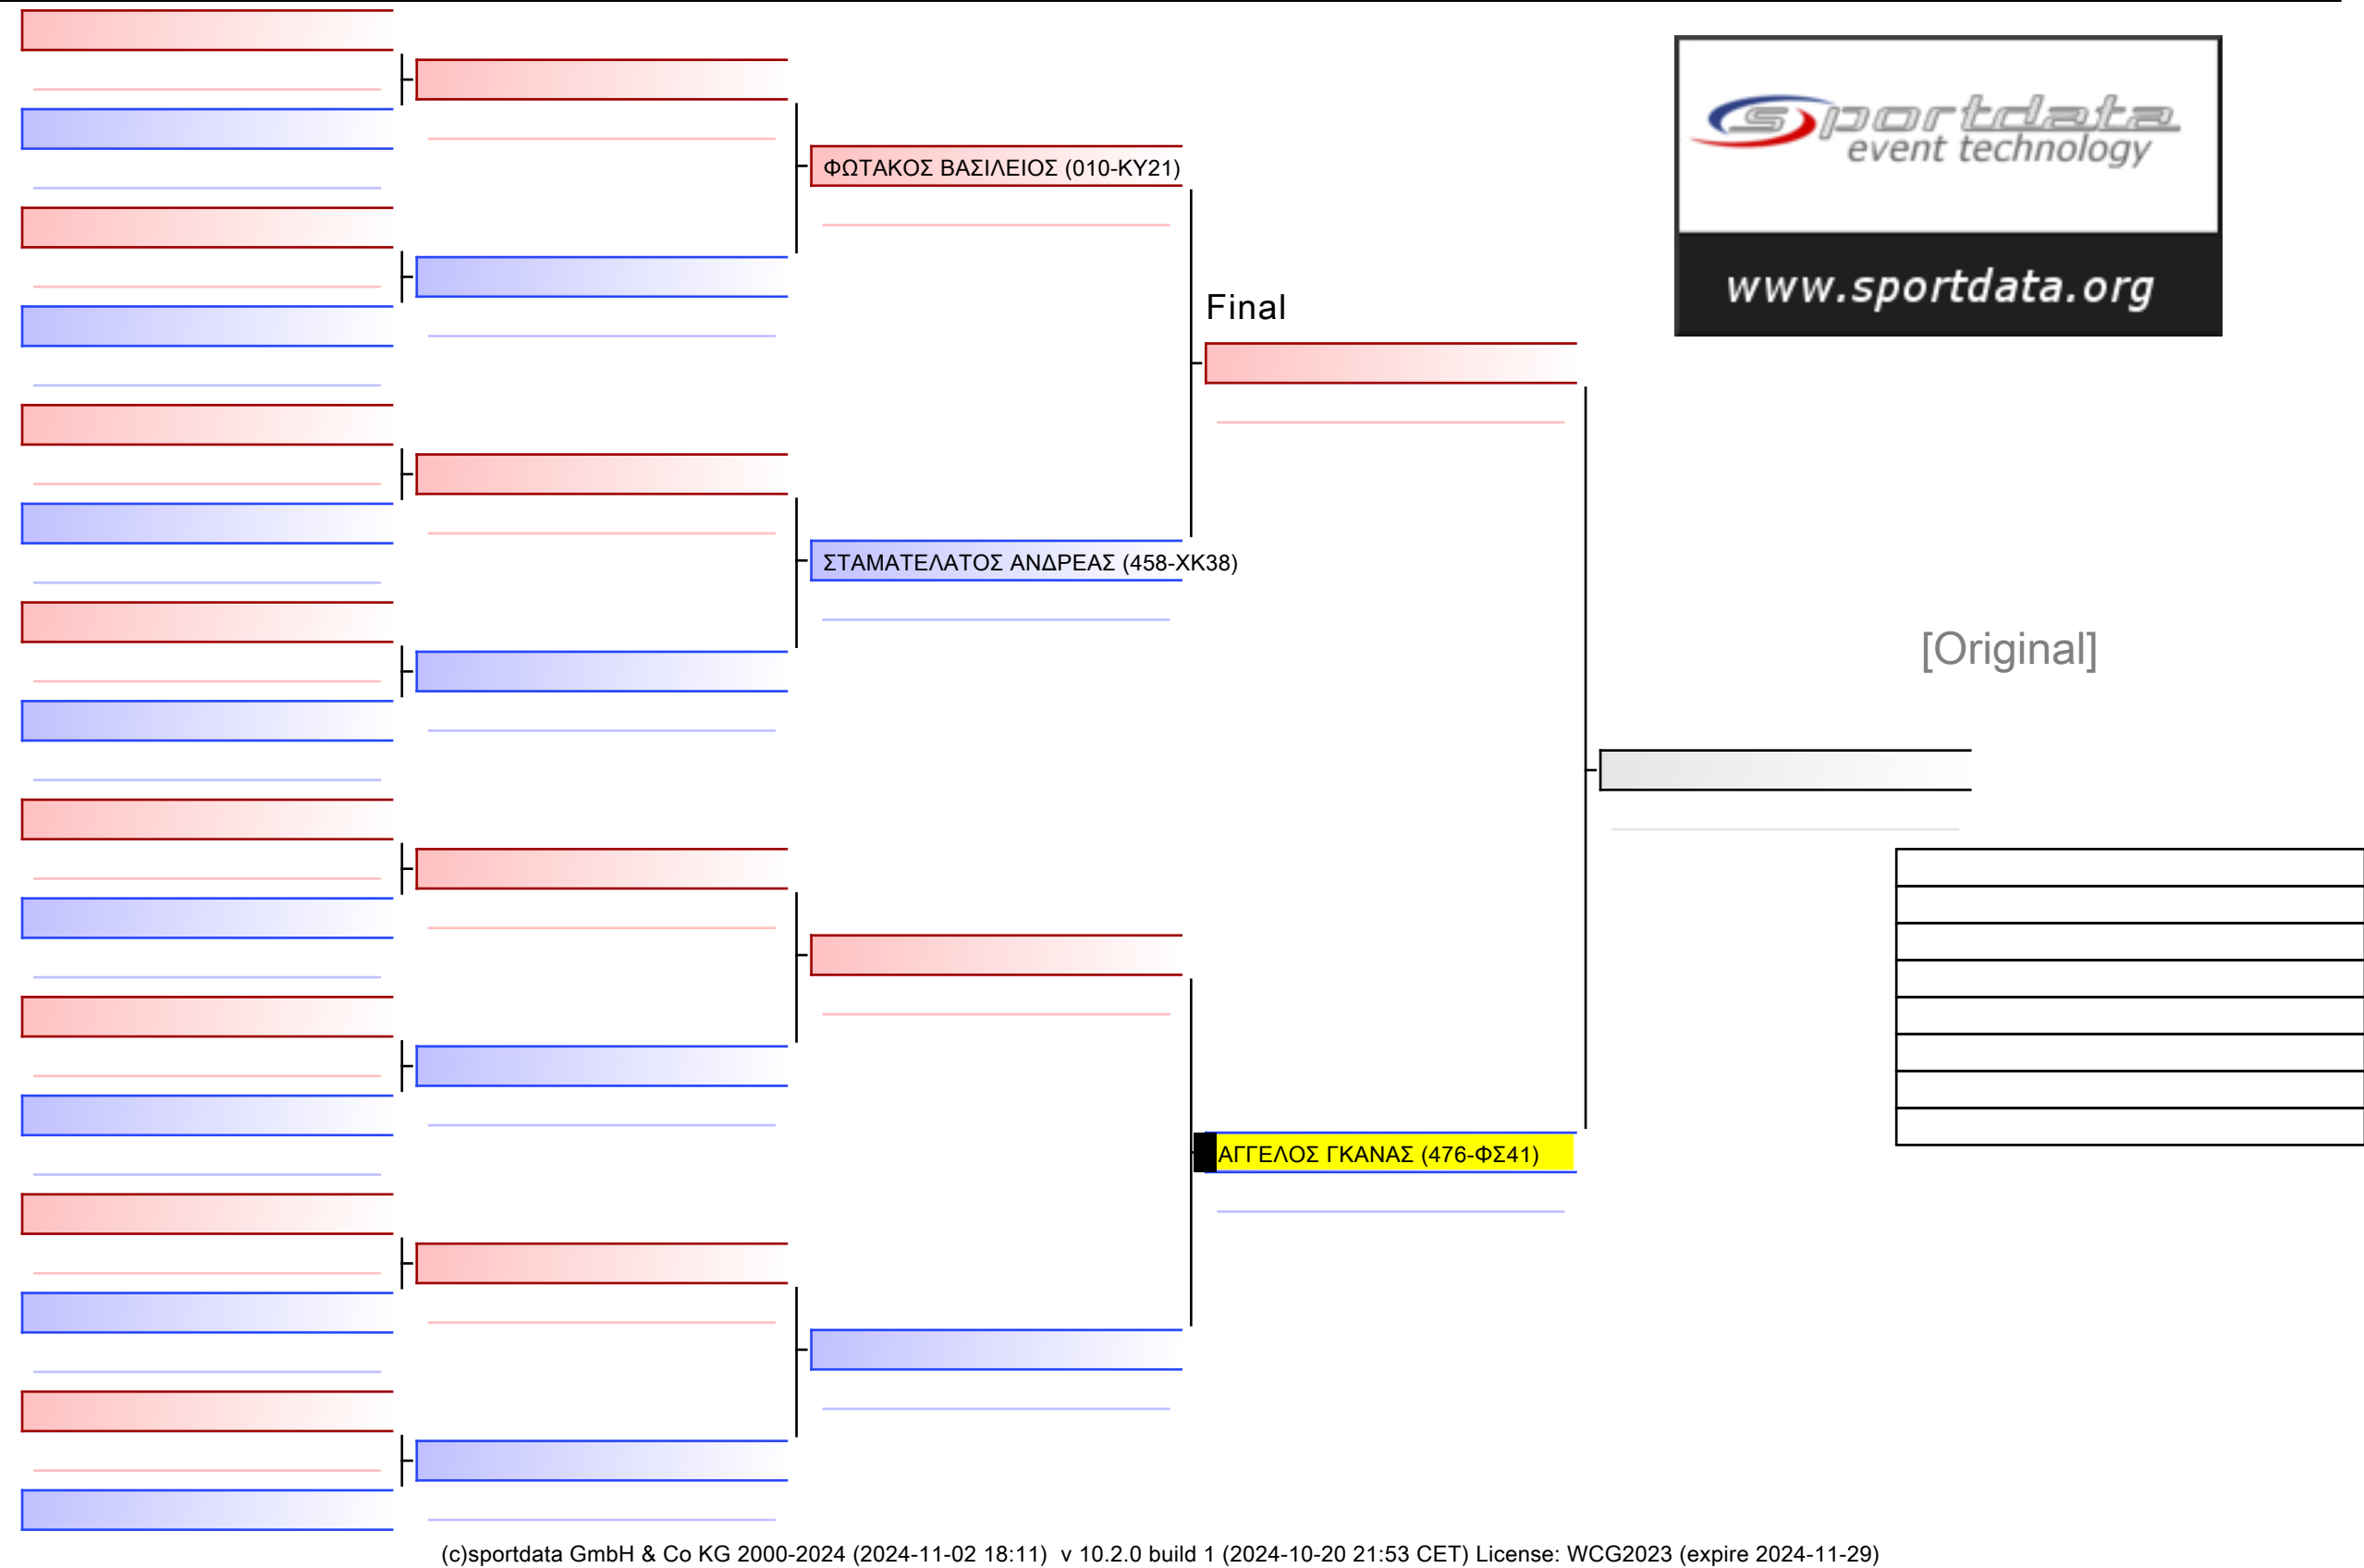 sportdata
event technology
www.sportdata.org
ΦΩΤΑΚΟΣ ΒΑΣΙΛΕΙΟΣ (010-ΚΥ21)
Final
ΣΤΑΜΑΤΕΛΑΤΟΣ ΑΝΔΡΕΑΣ (458-ΧΚ38)
[Original]
ΑΓΓΕΛΟΣ ΓΚΑΝΑΣ (476-ΦΣ41)
(c)sportdata GmbH & Co KG 2000-2024 (2024-11-02 18:11) v 10.2.0 build 1 (2024-10-20 21:53 CET) License: WCG2023 (expire 2024-11-29)